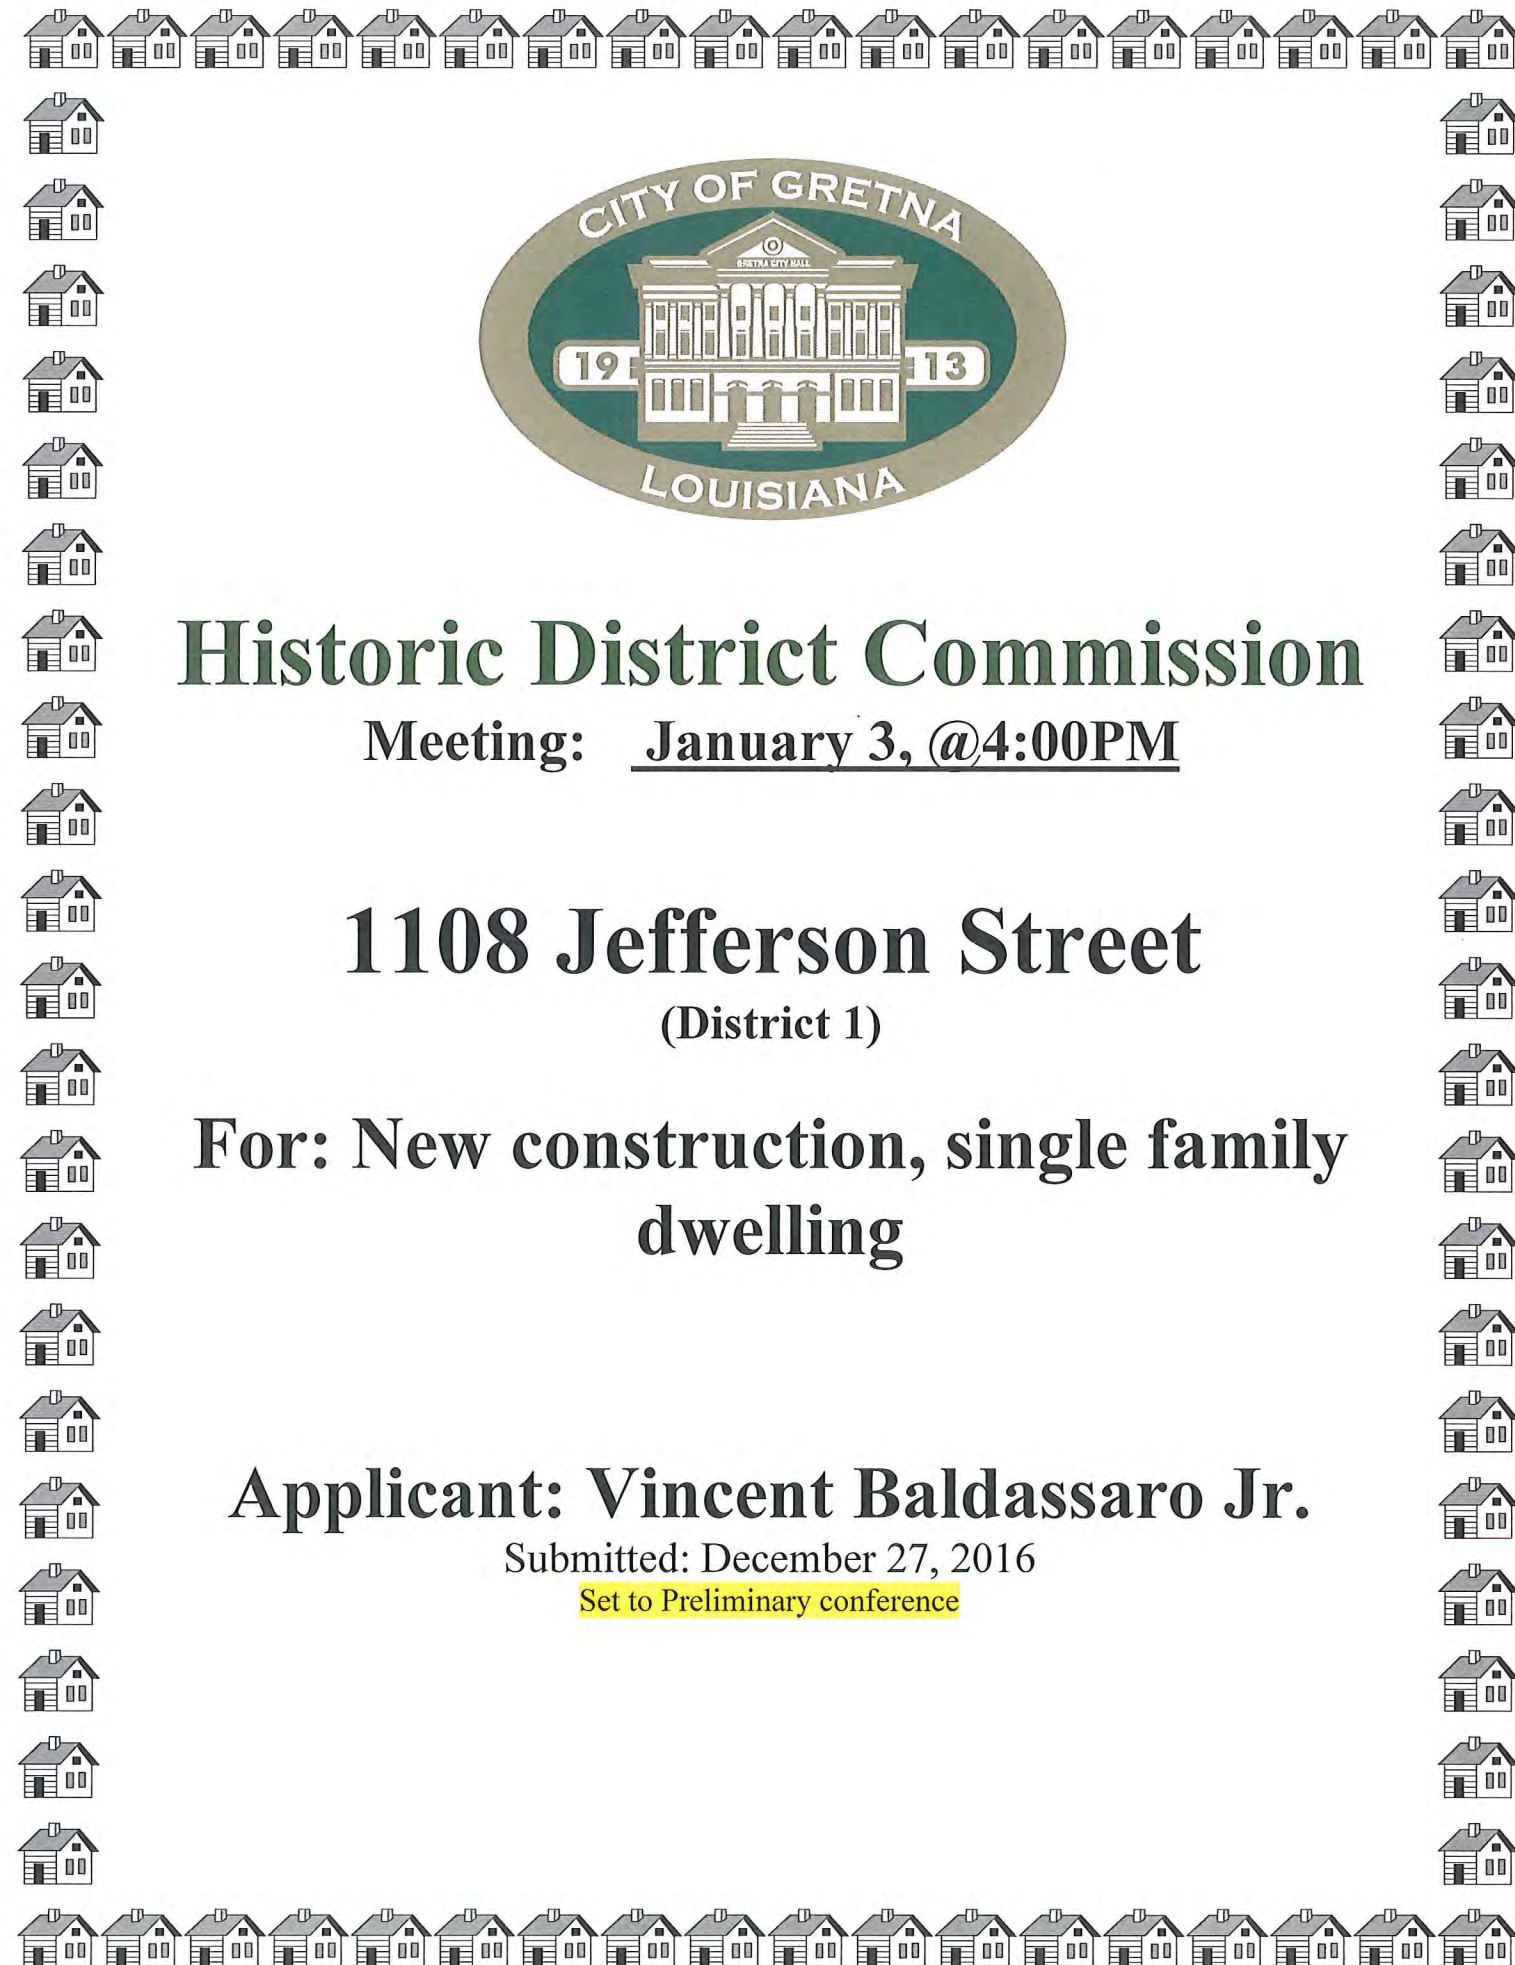 CITY OF GRETNA
GRETNA CITY HALL
19 13
LOUISIANA
Historic District Commission
Meeting: January 3, @4:00PM
1108 Jefferson Street
(District 1)
For: New construction, single family
dwelling
Applicant: Vincent Baldassaro Jr.
Submitted: December 27, 2016
Set to Preliminary conference